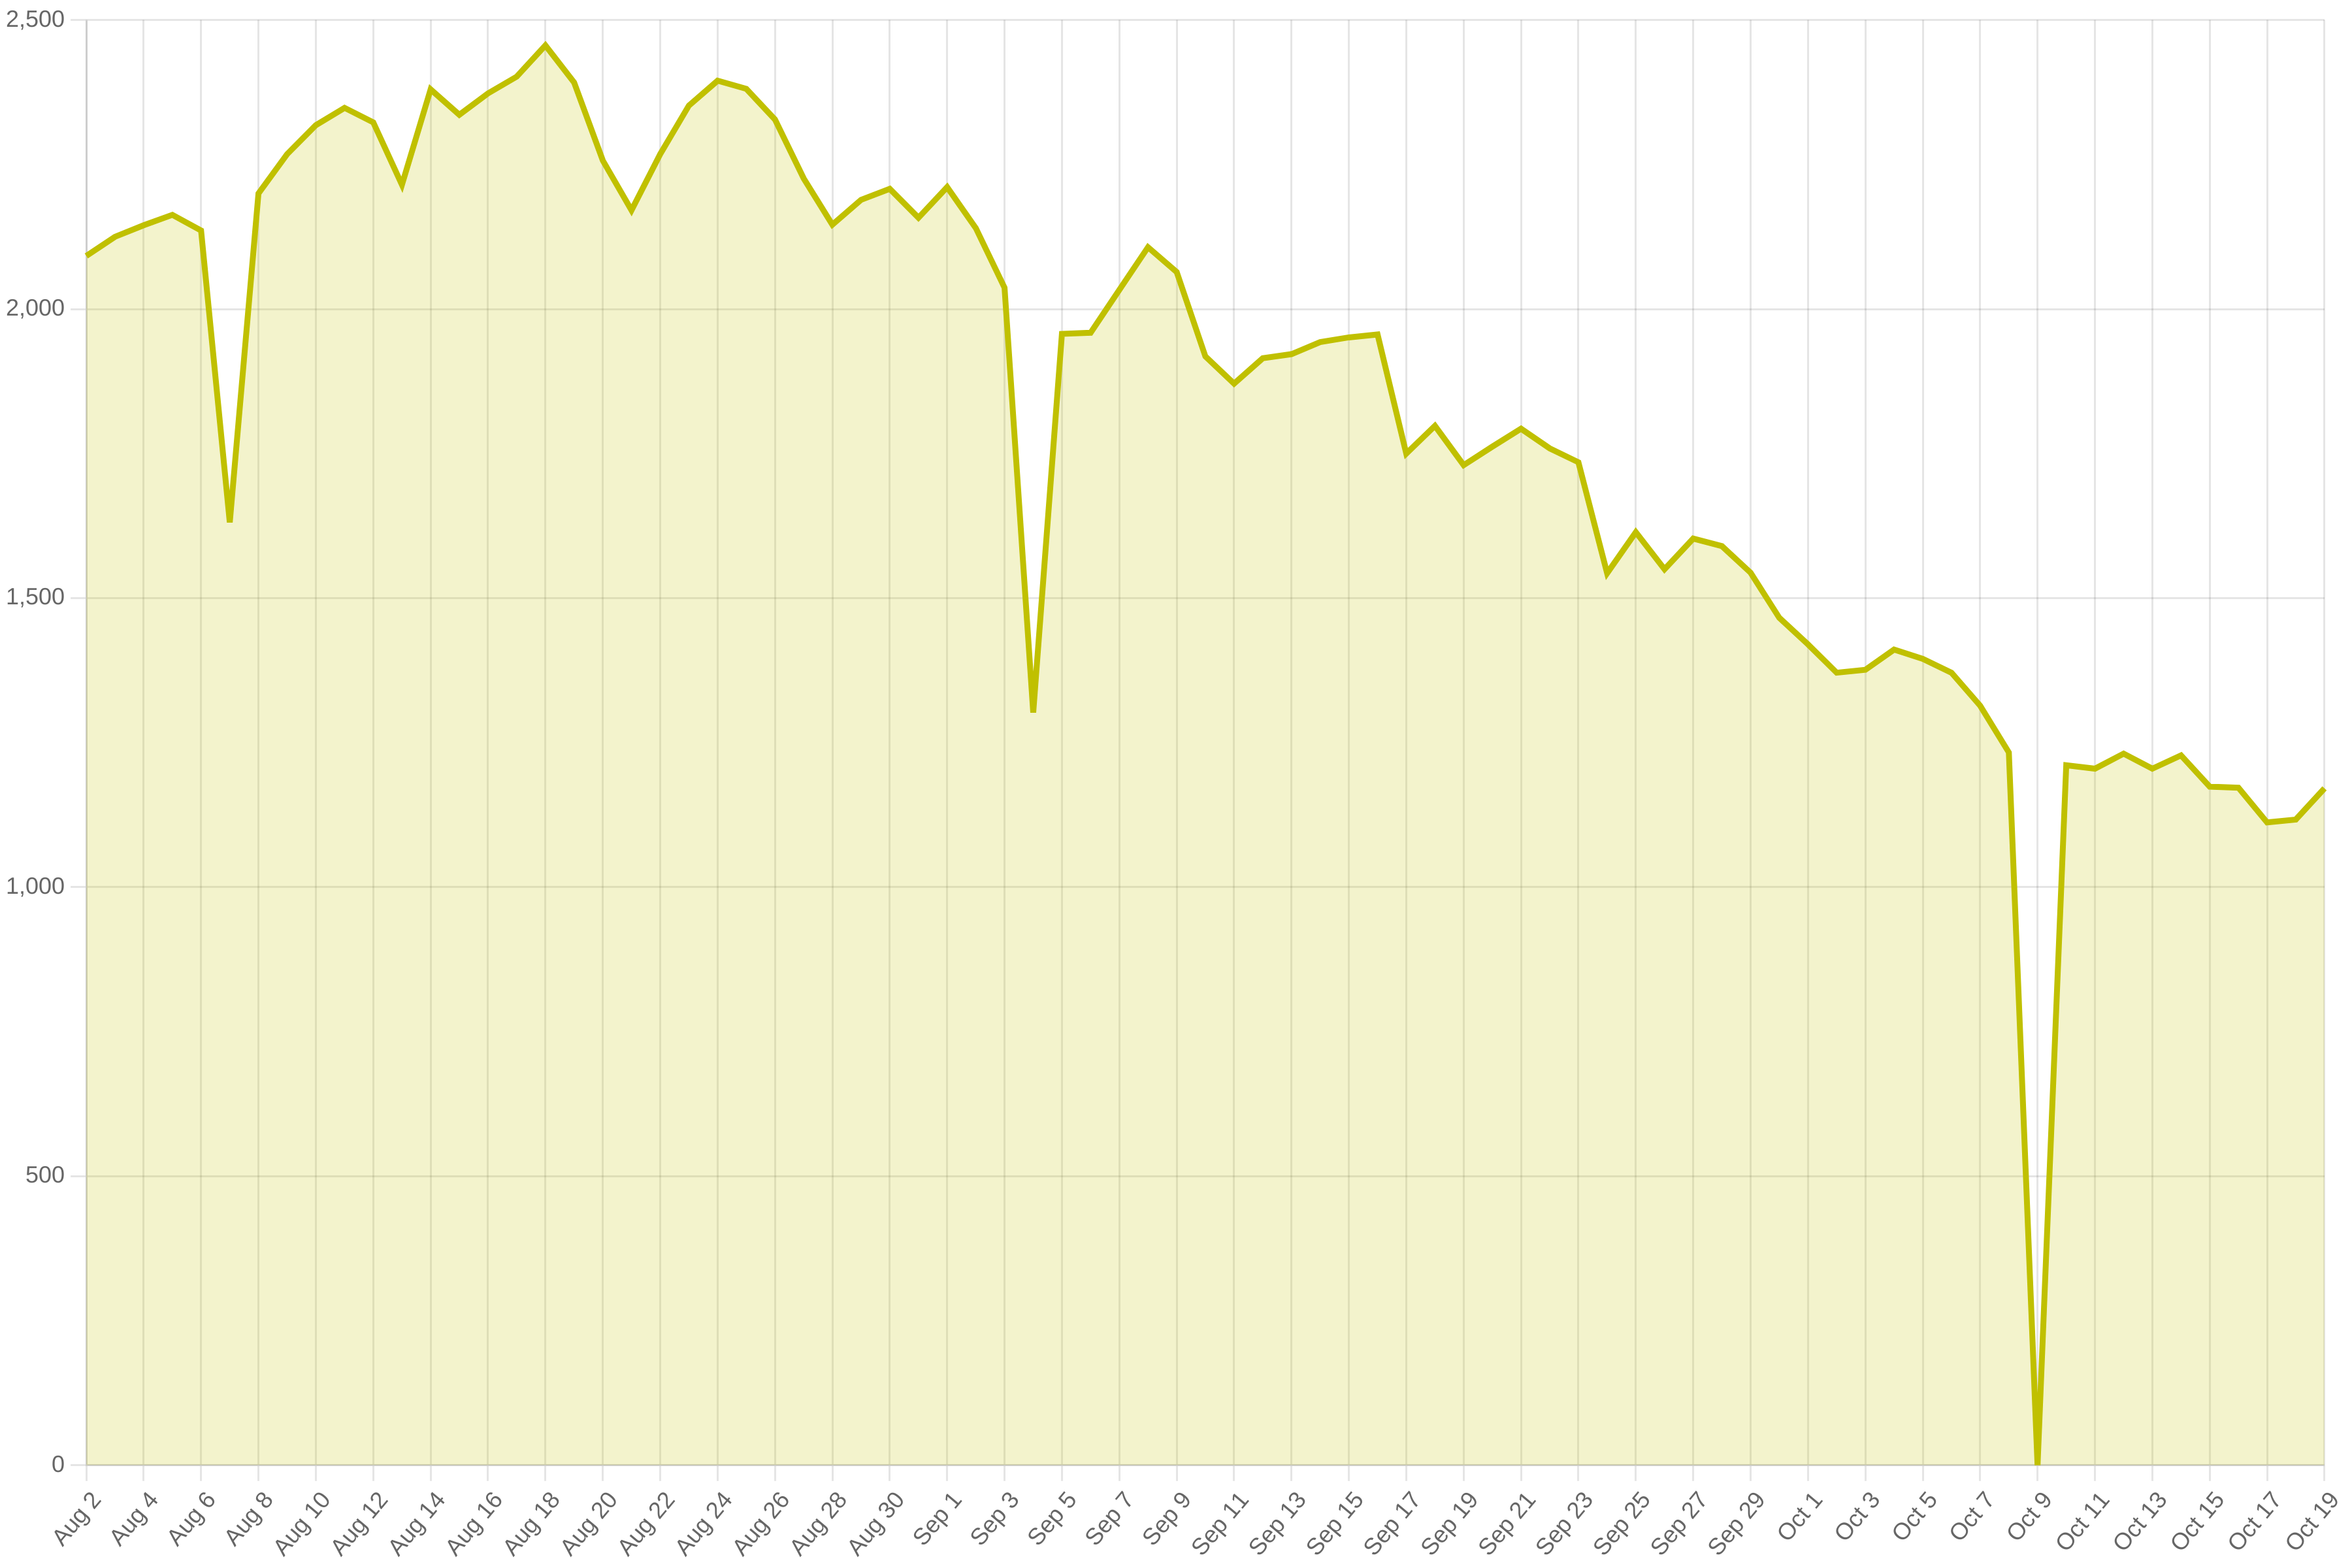 2,500
2,000
1,500
1,000
500
0
Aug 2
Aug 4
Aug 6
Aug 8
Aug 10
Aug 12
Aug 14
Aug 16
Aug 18
Aug 20
Aug 22
Aug 24
Aug 26
Aug 28
Aug 30
Sep 1
Sep 3
Sep 5
Sep 7
Sep 9
Sep 11
Sep 13
Sep 15
Sep 17
Sep 19
Sep 21
Sep 23
Sep 25
Sep 27
Sep 29
Oct 1
Oct 3
Oct 5
Oct 7
Oct 9
Oct 11
Oct 13
Oct 15
Oct 17
Oct 19